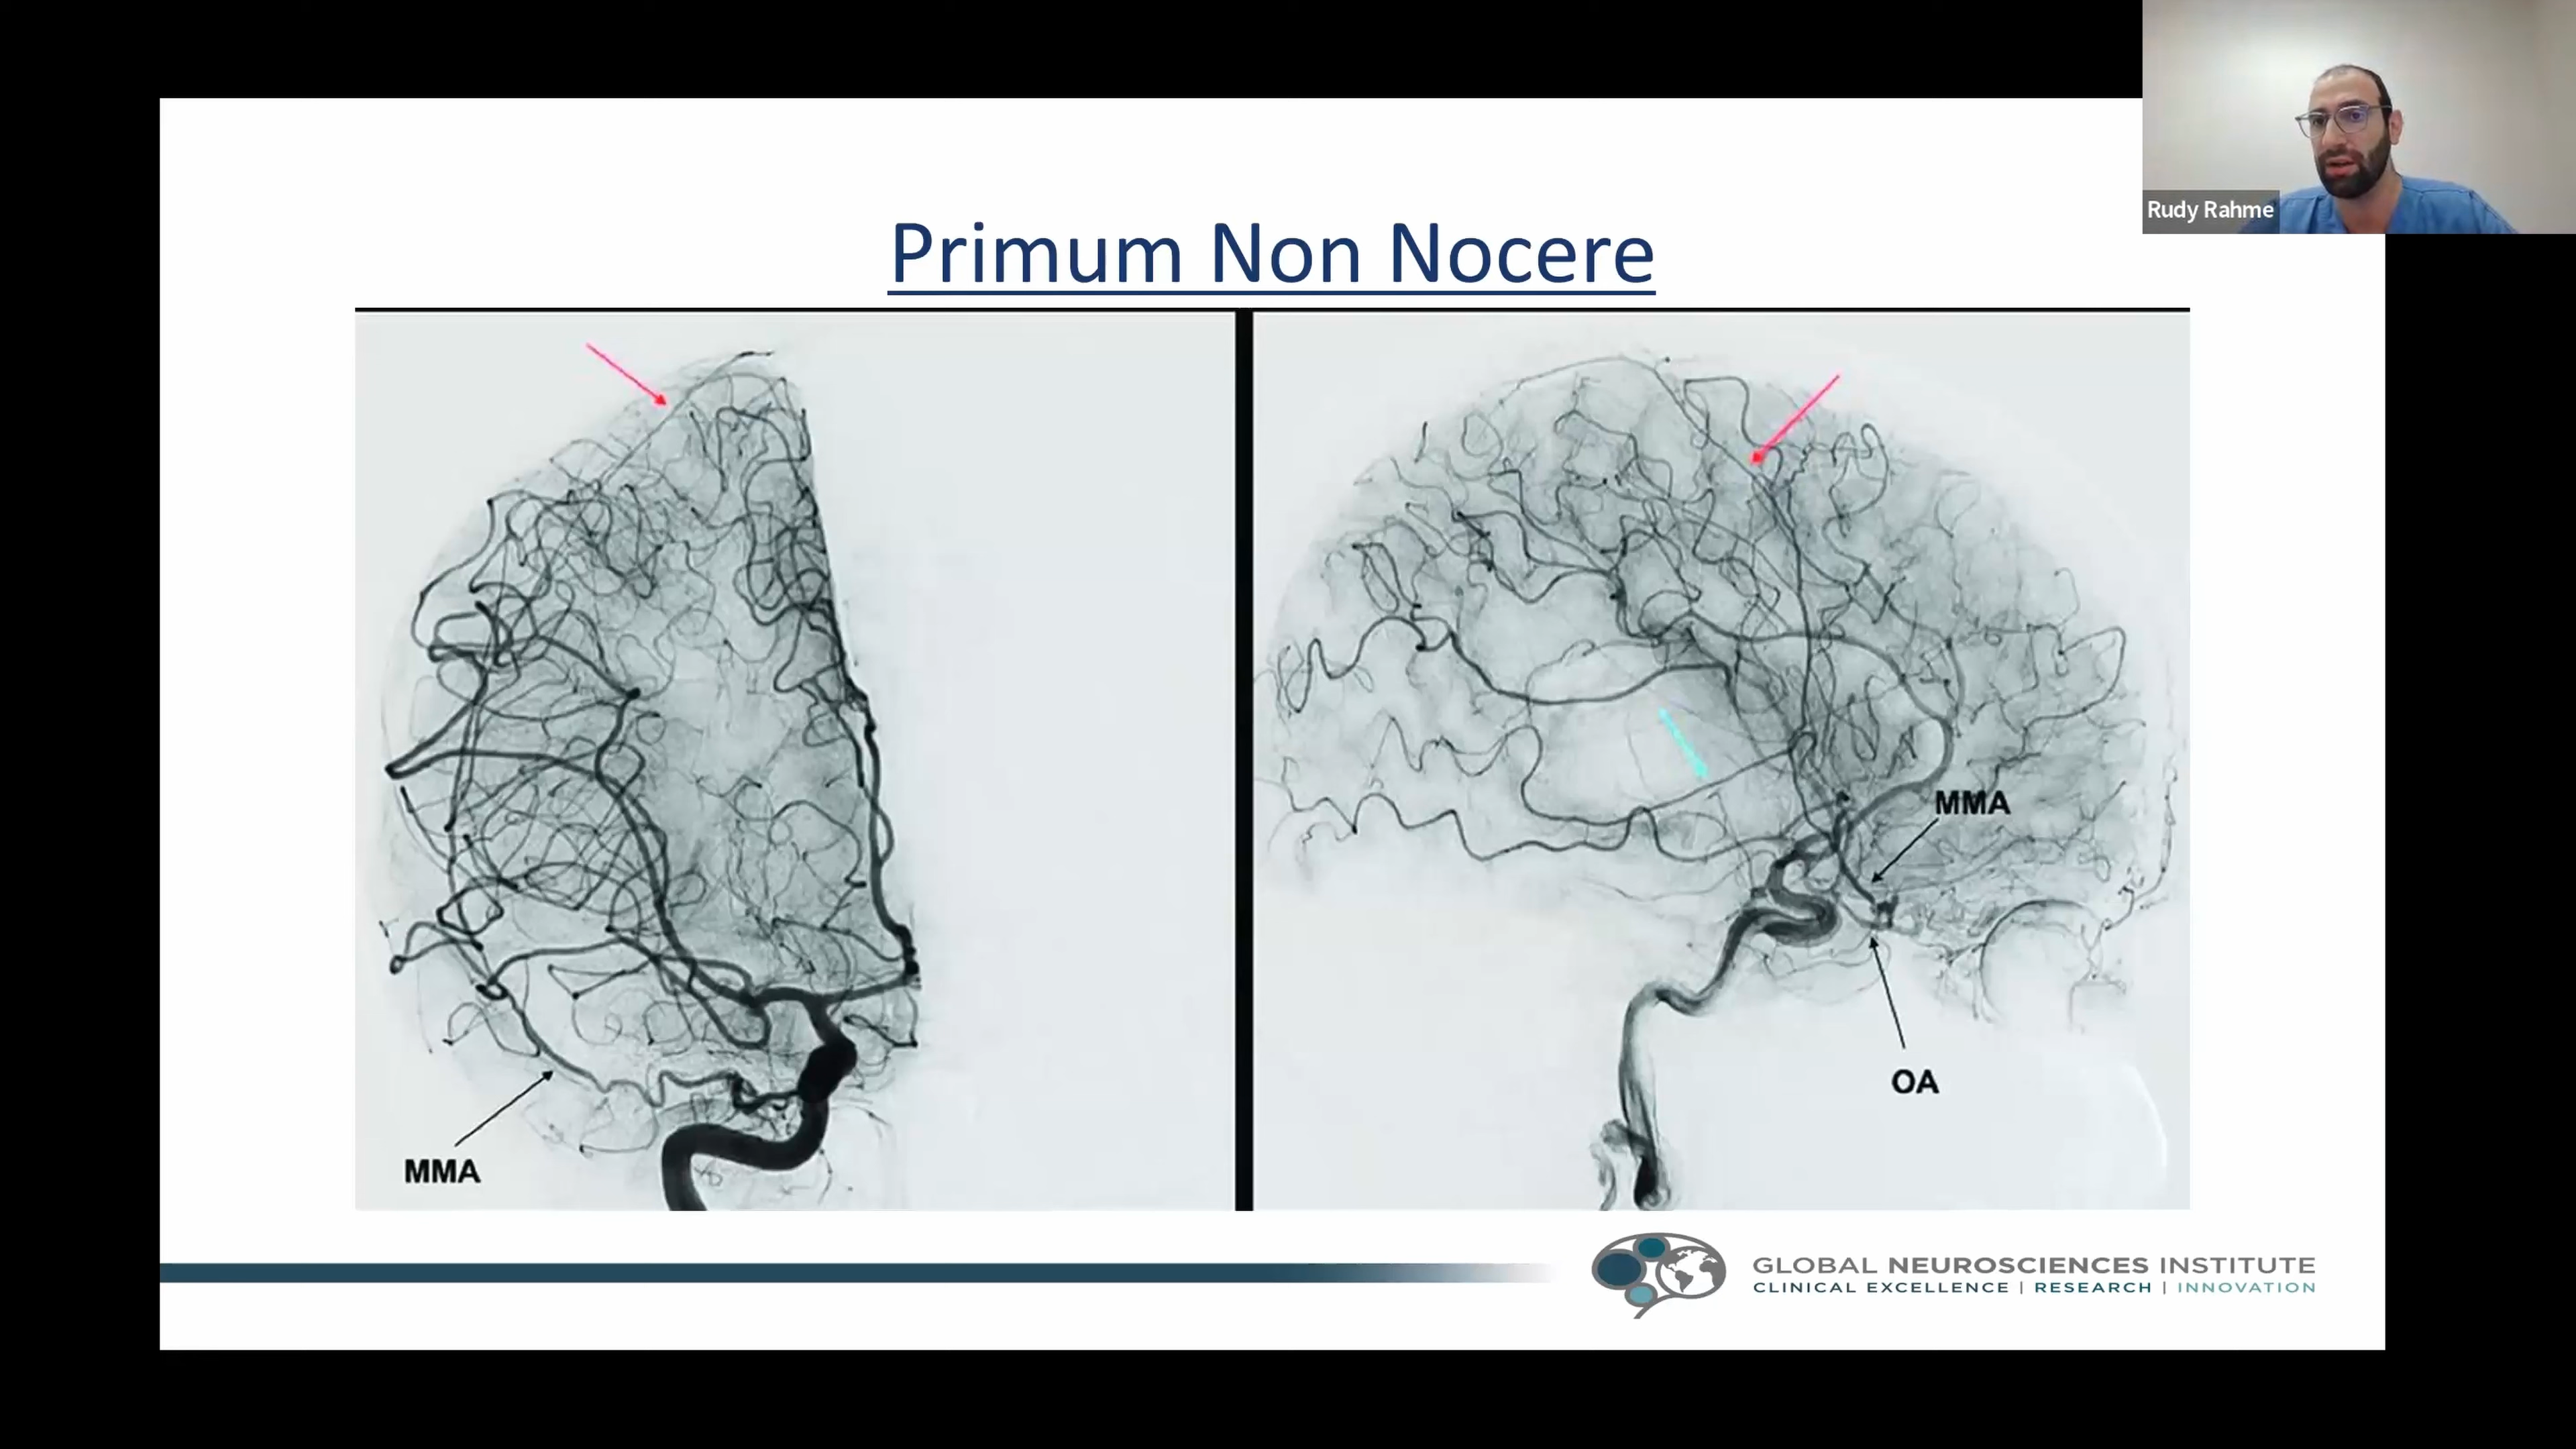 Rudy Rahme
Primum Non Nocere
MMA
MMA
OA
GLOBAL NEUROSCIENCES INSTITUTE
CLINICAL EXCELLENCE | RESEARCH | INNOVATION